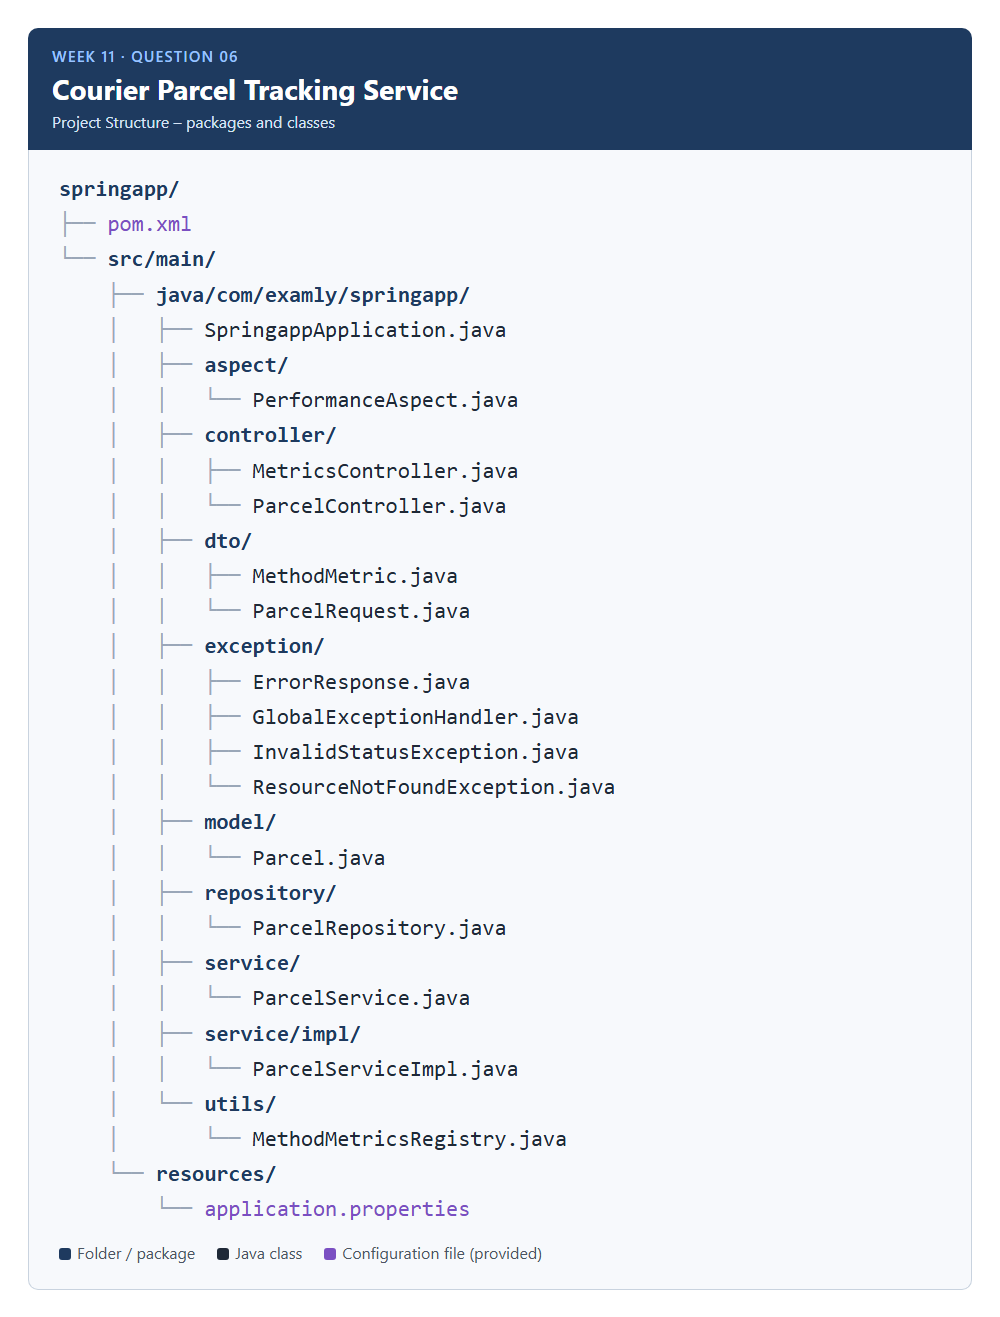 WEEK 11 · QUESTION 06
Courier Parcel Tracking Service
Project Structure – packages and classes
springapp/
├── pom.xml
└── src/main/
    ├── java/com/examly/springapp/
    │   ├── SpringappApplication.java
    │   ├── aspect/
    │   │   └── PerformanceAspect.java
    │   ├── controller/
    │   │   ├── MetricsController.java
    │   │   └── ParcelController.java
    │   ├── dto/
    │   │   ├── MethodMetric.java
    │   │   └── ParcelRequest.java
    │   ├── exception/
    │   │   ├── ErrorResponse.java
    │   │   ├── GlobalExceptionHandler.java
    │   │   ├── InvalidStatusException.java
    │   │   └── ResourceNotFoundException.java
    │   ├── model/
    │   │   └── Parcel.java
    │   ├── repository/
    │   │   └── ParcelRepository.java
    │   ├── service/
    │   │   └── ParcelService.java
    │   ├── service/impl/
    │   │   └── ParcelServiceImpl.java
    │   └── utils/
    │       └── MethodMetricsRegistry.java
    └── resources/
        └── application.properties
Folder / package Java class Configuration file (provided)